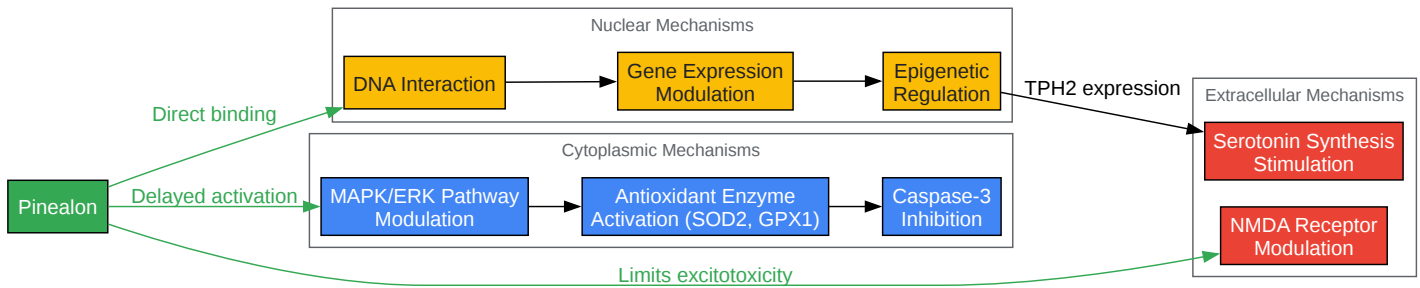 Nuclear Mechanisms
DNA Interaction
Gene Expression
Modulation
Epigenetic
Regulation
TPH2 expression
Extracellular Mechanisms
Serotonin Synthesis
Stimulation
NMDA Receptor
Modulation
Direct binding
Cytoplasmic Mechanisms
Pinealon
Delayed activation
MAPK/ERK Pathway
Modulation
Antioxidant Enzyme
Activation (SOD2, GPX1)
Caspase-3
Inhibition
Limits excitotoxicity